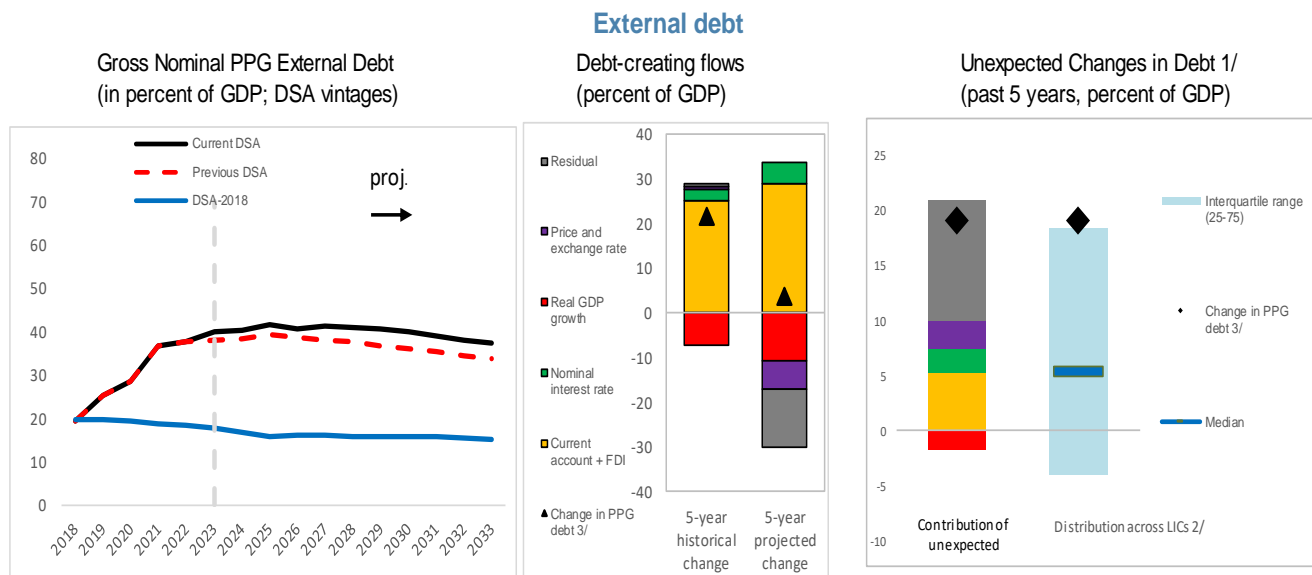 External debt
Gross Nominal PPG External Debt
(in percent of GDP; DSA vintages)
Current DSA
Previous DSA
DSA-2018
proj.
80
70
60
50
40
30
20
10
0
2018
2019
2020
2021
2022
2023
2024
2025
2026
2027
2028
2029
2030
2031
2032
2033
Debt-creating flows
(percent of GDP)
Residual
Price and
exchange rate
Real GDP
growth
Nominal
interest rate
Current
account + FDI
Change in PPG
debt 3/
40
30
20
10
0
-10
-20
-30
-40
5-year
historical
change
5-year
projected
change
Unexpected Changes in Debt 1/
(past 5 years, percent of GDP)
25
20
15
10
5
0
-5
-10
Contribution of
unexpected
Distribution across LICs 2/
Interquartile range
(25-75)
Change in PPG
debt 3/
Median